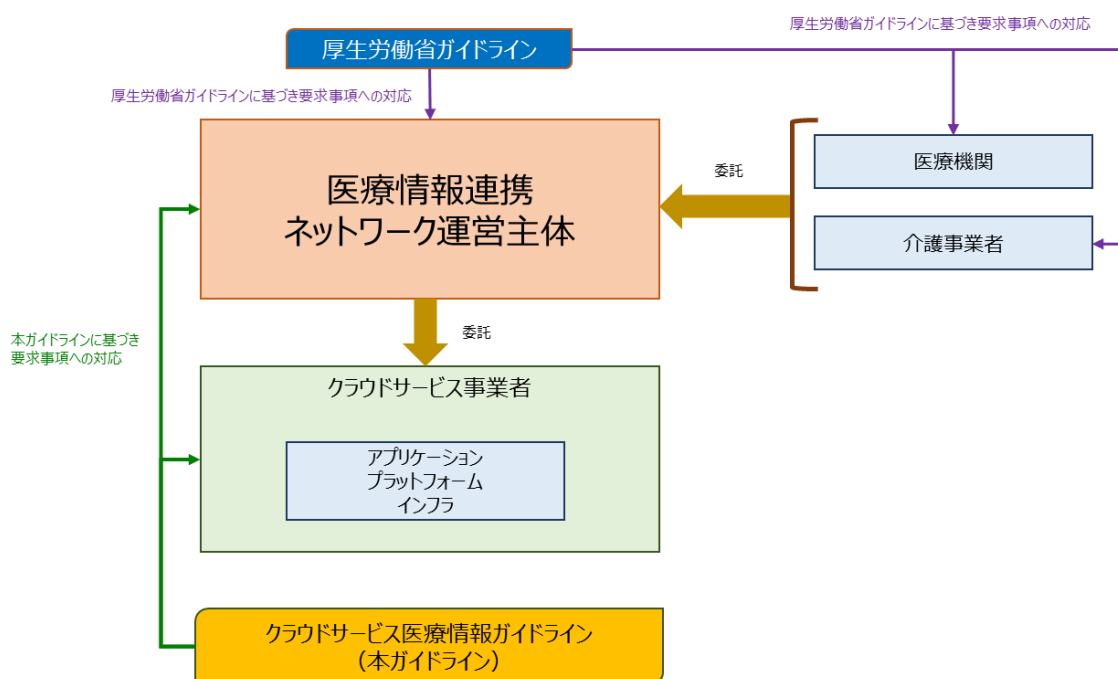 厚生労働省ガイドラインに基づき要求事項への対応
厚生労働省ガイドライン
厚生労働省ガイドラインに基づき要求事項への対応
医療情報連携
ネットワーク運営主体
委託
医療機関
介護事業者
委託
本ガイドラインに基づき
要求事項への対応
クラウドサービス事業者
アプリケーション
プラットフォーム
インフラ
クラウドサービス医療情報ガイドライン
（本ガイドライン）